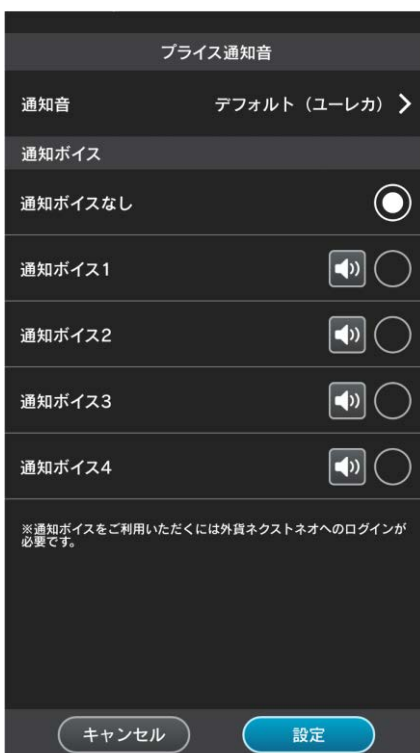 プライス通知音
通知音 デフォルト（ユーレカ）
通知ボイス
通知ボイスなし
通知ボイス1
通知ボイス2
通知ボイス3
通知ボイス4
※通知ボイスをご利用いただくには外貨ネクストネオへのログインが
必要です。
キャンセル 設定